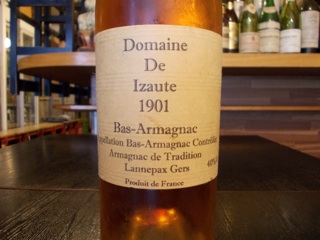 Domaine
De
Izaute
1901
Bas-Armagnac
Appellation Bas-Armagnac Contrôlée
Armagnac de Tradition
Lannepax Gers
Produit de France